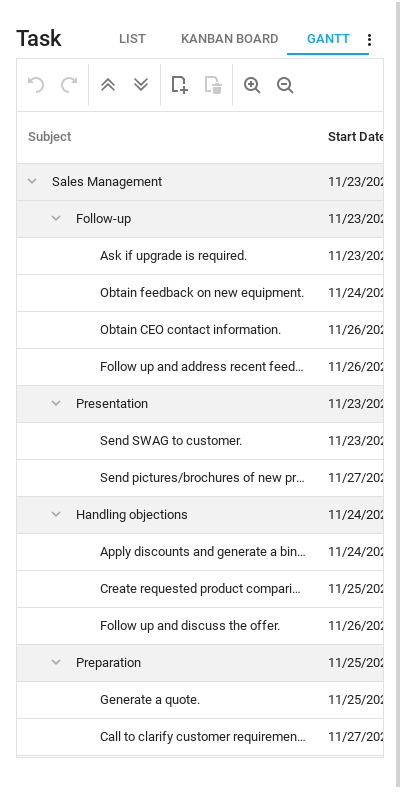 Task LIST KANBAN BOARD GANTT
Subject Start Date
Sales Management 11/23/202
Follow-up 11/23/202
Ask if upgrade is required. 11/23/202
Obtain feedback on new equipment. 11/24/202
Obtain CEO contact information. 11/26/202
Follow up and address recent feed... 11/26/202
Presentation 11/23/202
Send SWAG to customer. 11/23/202
Send pictures/brochures of new pr... 11/27/202
Handling objections 11/24/202
Apply discounts and generate a bin... 11/24/202
Create requested product compari... 11/25/202
Follow up and discuss the offer. 11/26/202
Preparation 11/25/202
Generate a quote. 11/25/202
Call to clarify customer requiremen... 11/27/202